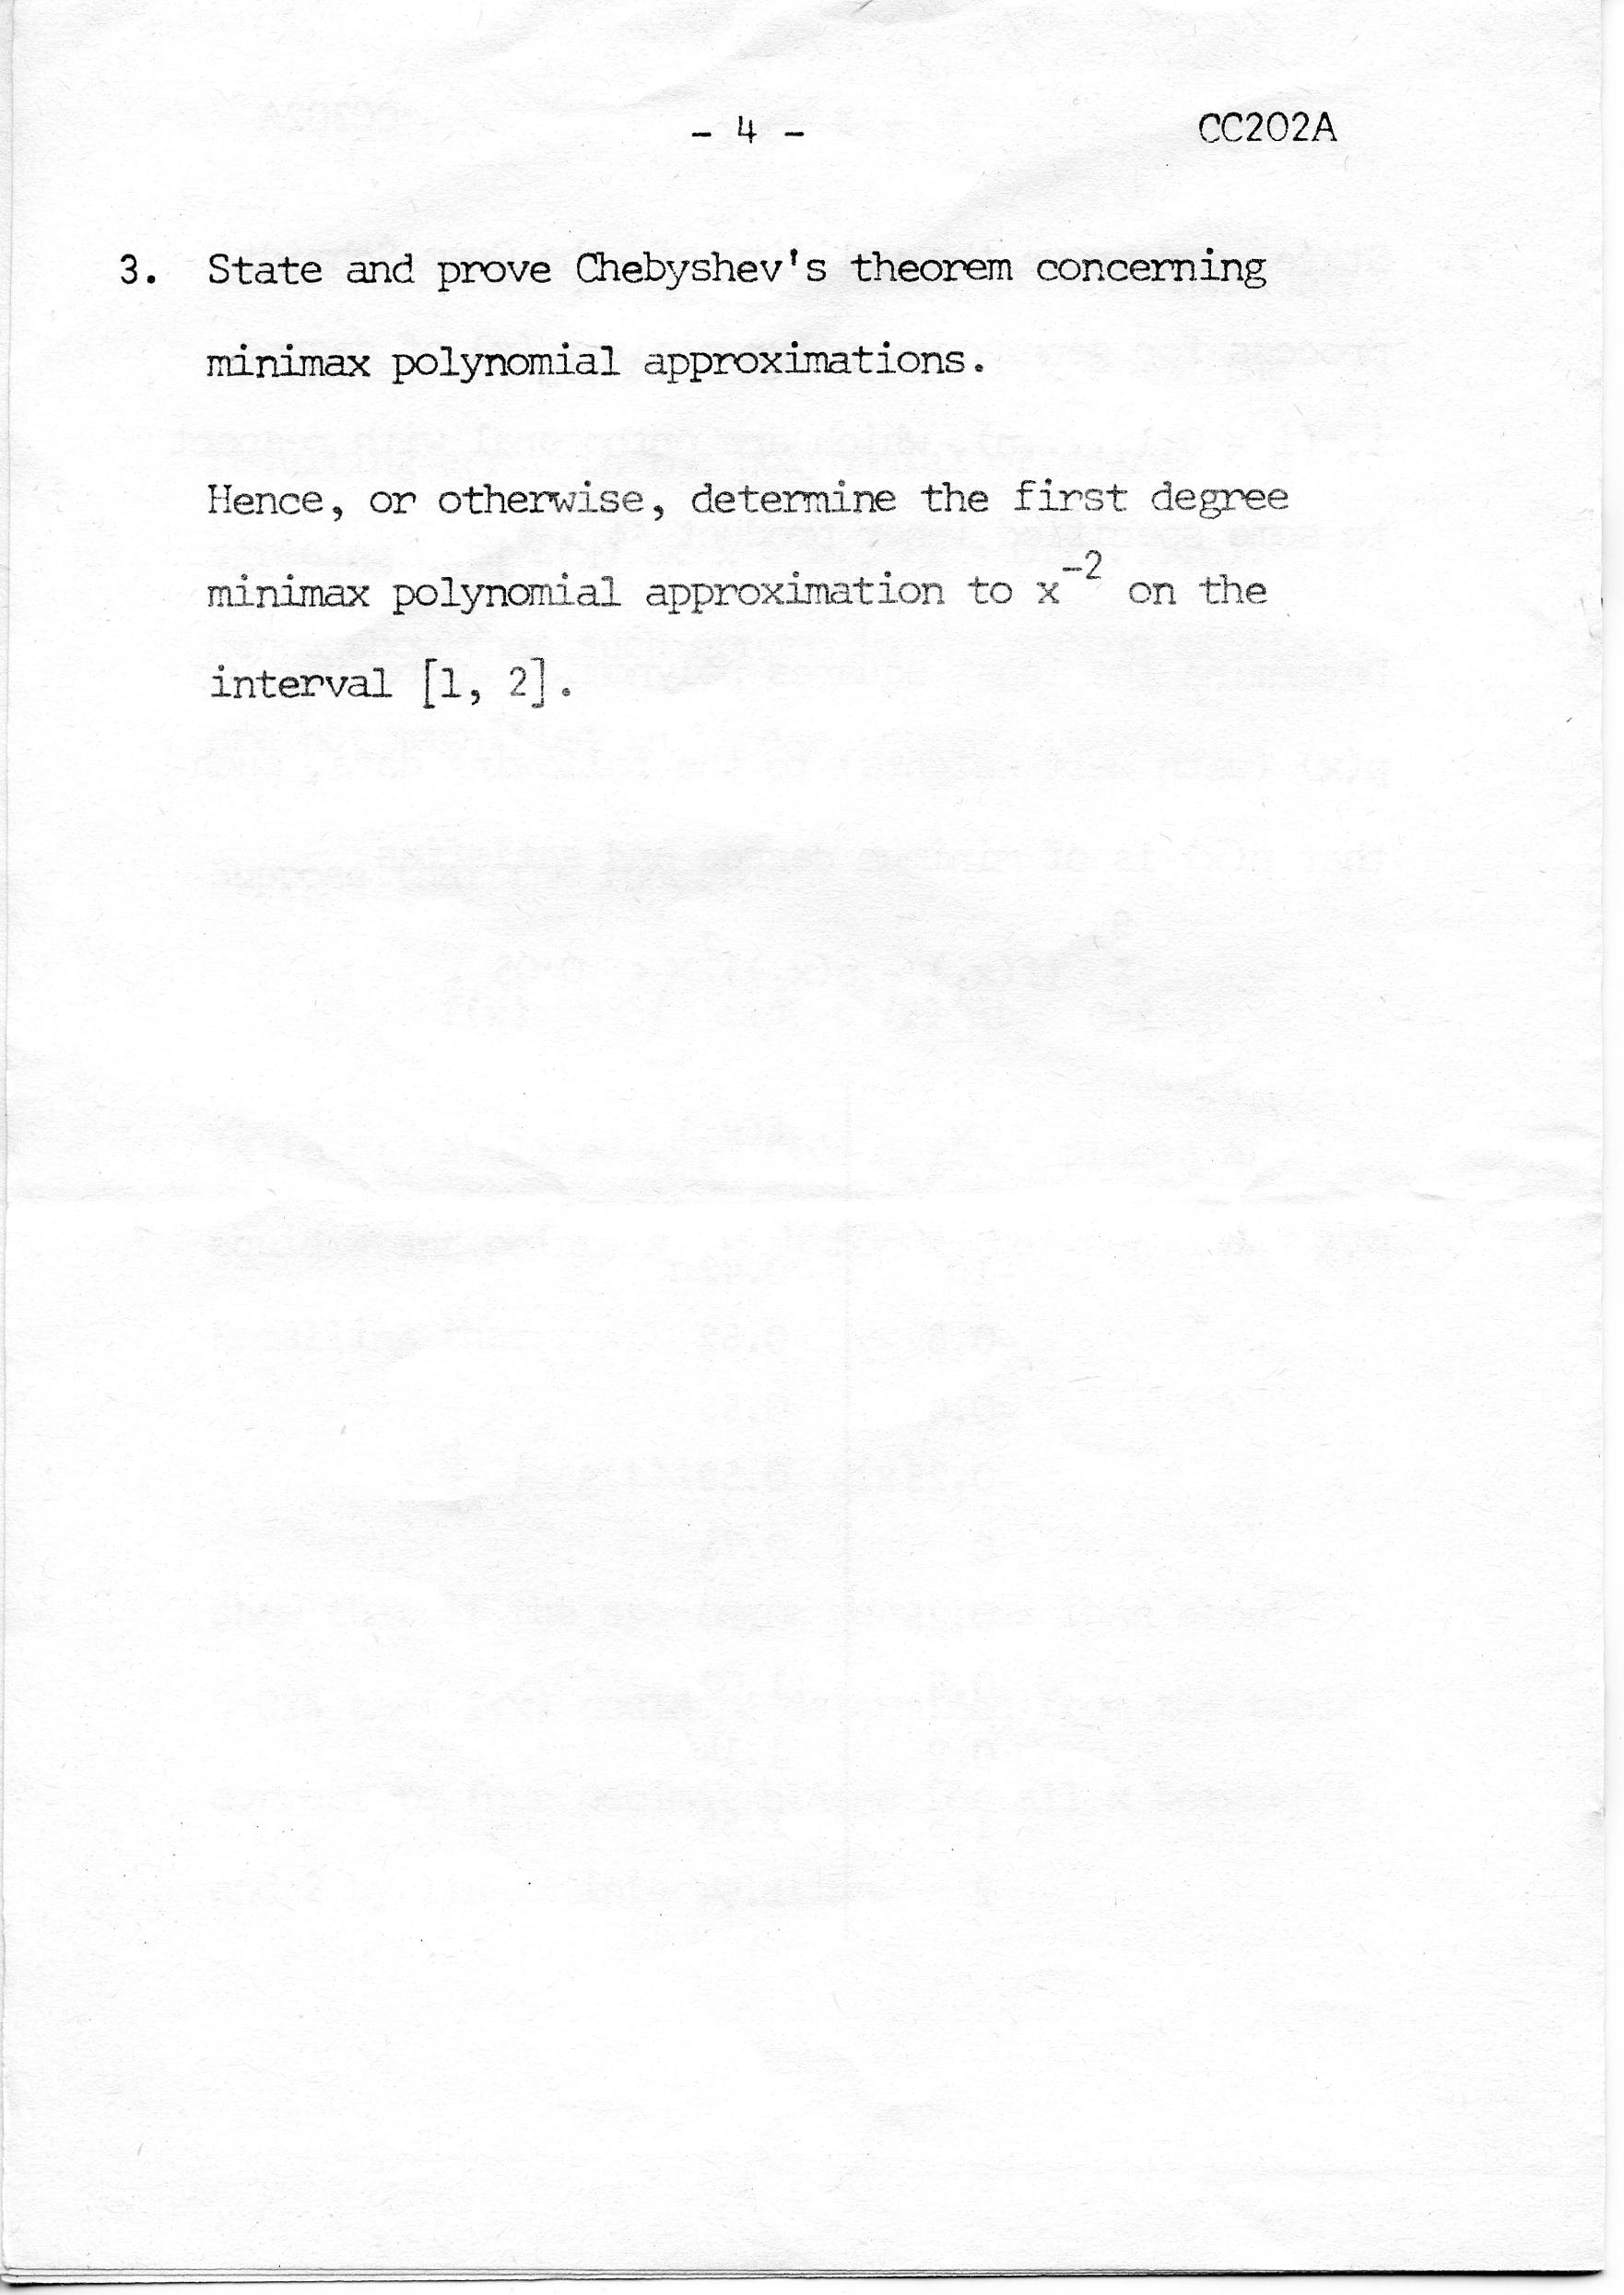 - 4 - CC202A
3. State and prove Chebyshev's theorem concerning
minimax polynomial approximations.
Hence, or otherwise, determine the first degree
minimax polynomial approximation to x⁻² on the
interval [1, 2].